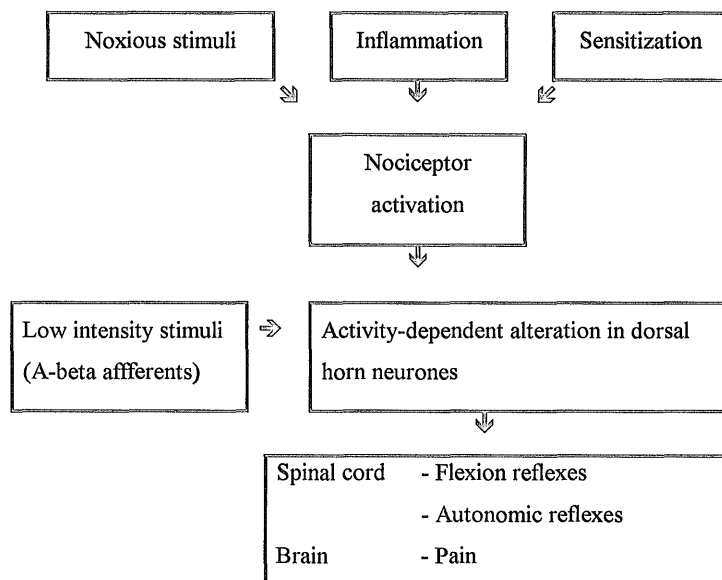 Noxious stimuli
Inflammation
Sensitization
Nociceptor
activation
Low intensity stimuli
(A-beta affferents)
Activity-dependent alteration in dorsal
horn neurones
Spinal cord - Flexion reflexes
- Autonomic reflexes
Brain - Pain